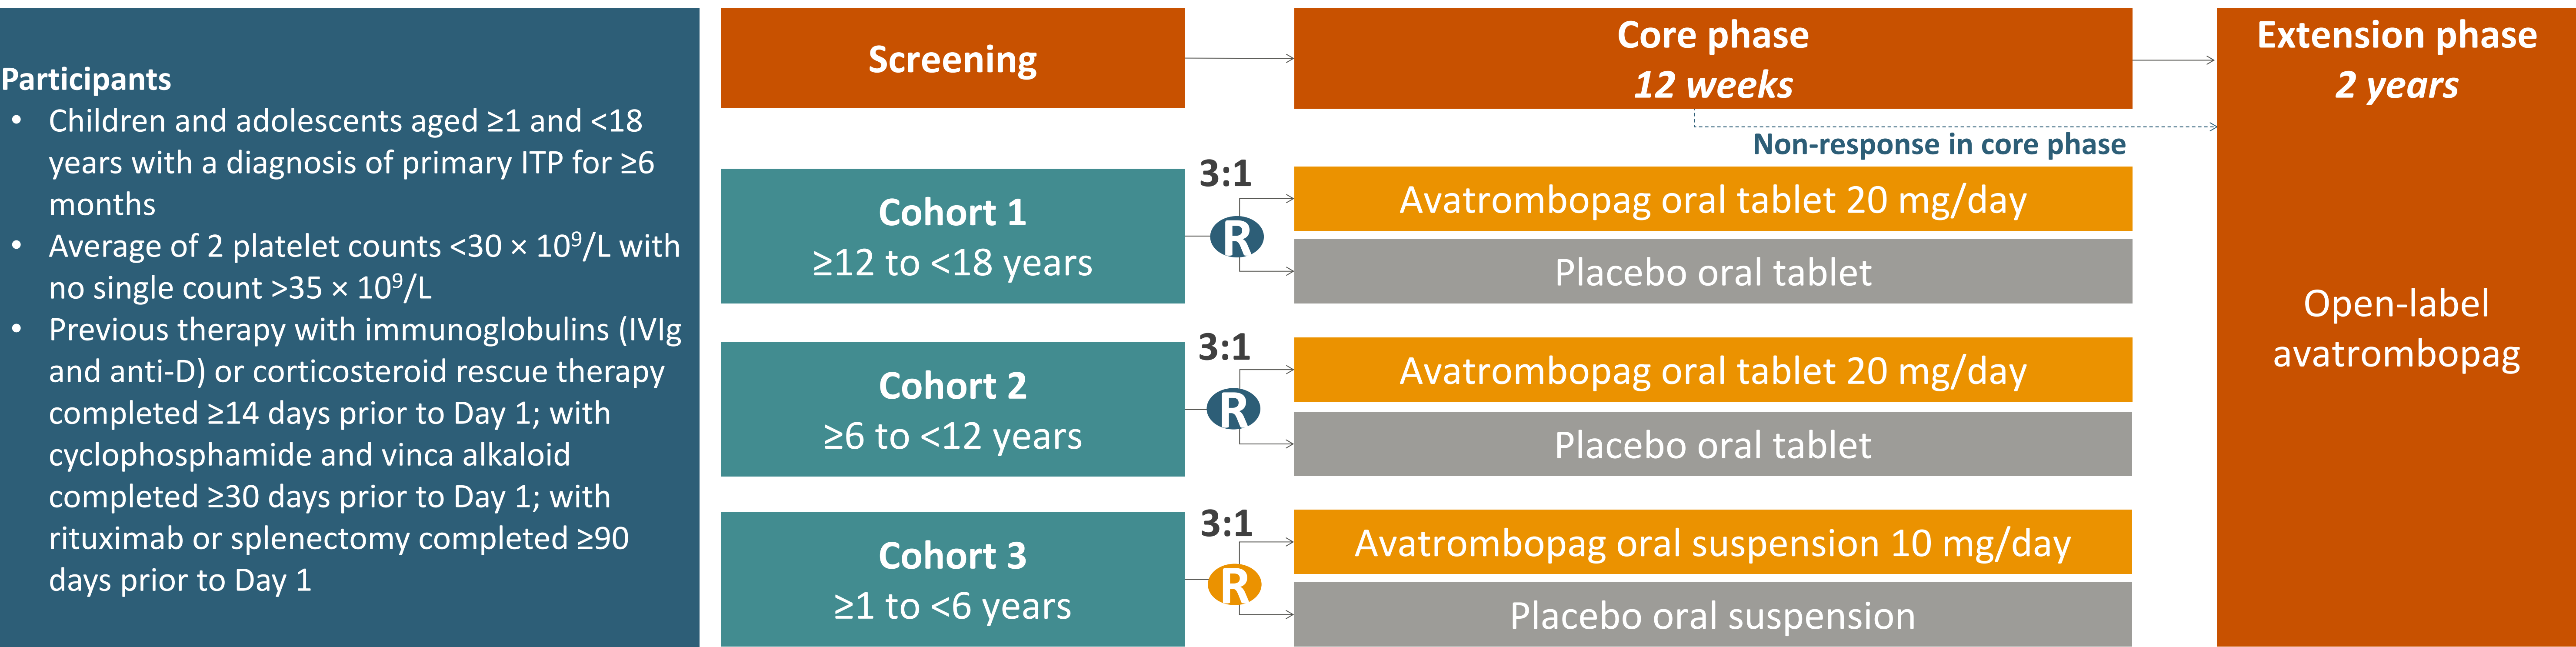 Participants
• Children and adolescents aged ≥1 and <18
years with a diagnosis of primary ITP for ≥6
months
• Average of 2 platelet counts <30 × 10⁹/L with
no single count >35 × 10⁹/L
• Previous therapy with immunoglobulins (IVIg
and anti-D) or corticosteroid rescue therapy
completed ≥14 days prior to Day 1; with
cyclophosphamide and vinca alkaloid
completed ≥30 days prior to Day 1; with
rituximab or splenectomy completed ≥90
days prior to Day 1
Screening
Core phase
12 weeks
Non-response in core phase
Cohort 1
≥12 to <18 years
3:1
R
Avatrombopag oral tablet 20 mg/day
Placebo oral tablet
Cohort 2
≥6 to <12 years
3:1
R
Avatrombopag oral tablet 20 mg/day
Placebo oral tablet
Cohort 3
≥1 to <6 years
3:1
R
Avatrombopag oral suspension 10 mg/day
Placebo oral suspension
Extension phase
2 years
Open-label
avatrombopag